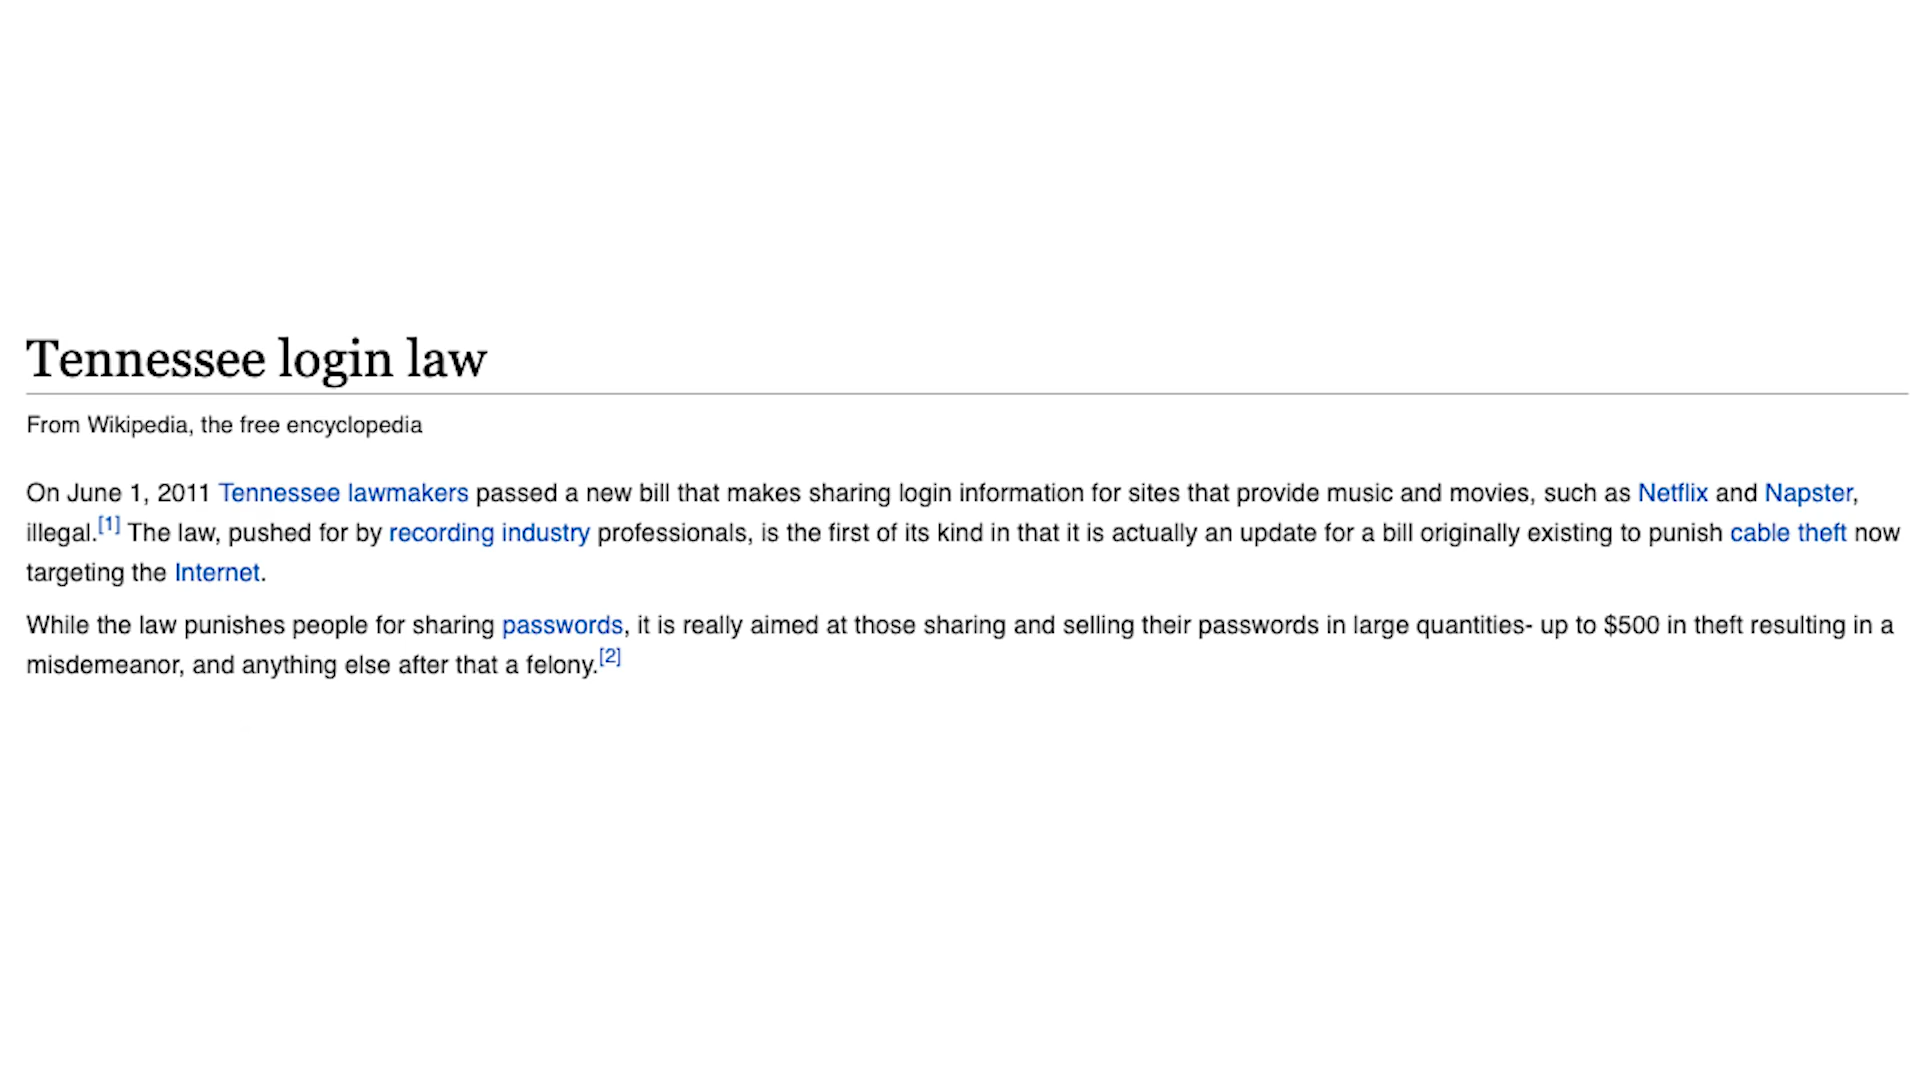 Tennessee login law
From Wikipedia, the free encyclopedia
On June 1, 2011 Tennessee lawmakers passed a new bill that makes sharing login information for sites that provide music and movies, such as Netflix and Napster,
illegal.[1] The law, pushed for by recording industry professionals, is the first of its kind in that it is actually an update for a bill originally existing to punish cable theft now
targeting the Internet.
While the law punishes people for sharing passwords, it is really aimed at those sharing and selling their passwords in large quantities- up to $500 in theft resulting in a
misdemeanor, and anything else after that a felony.[2]